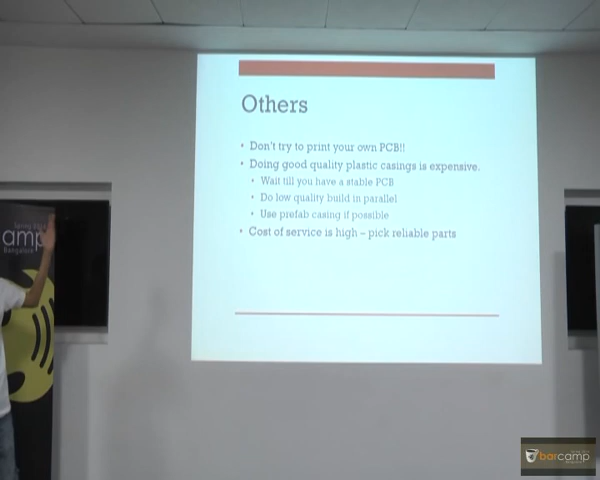 Others
• Don't try to print your own PCB!!
• Doing good quality plastic casings is expensive.
• Wait till you have a stable PCB
• Do low quality build in parallel
• Use prefab casing if possible
• Cost of service is high – pick reliable parts
amp
Bangalore
barcamp